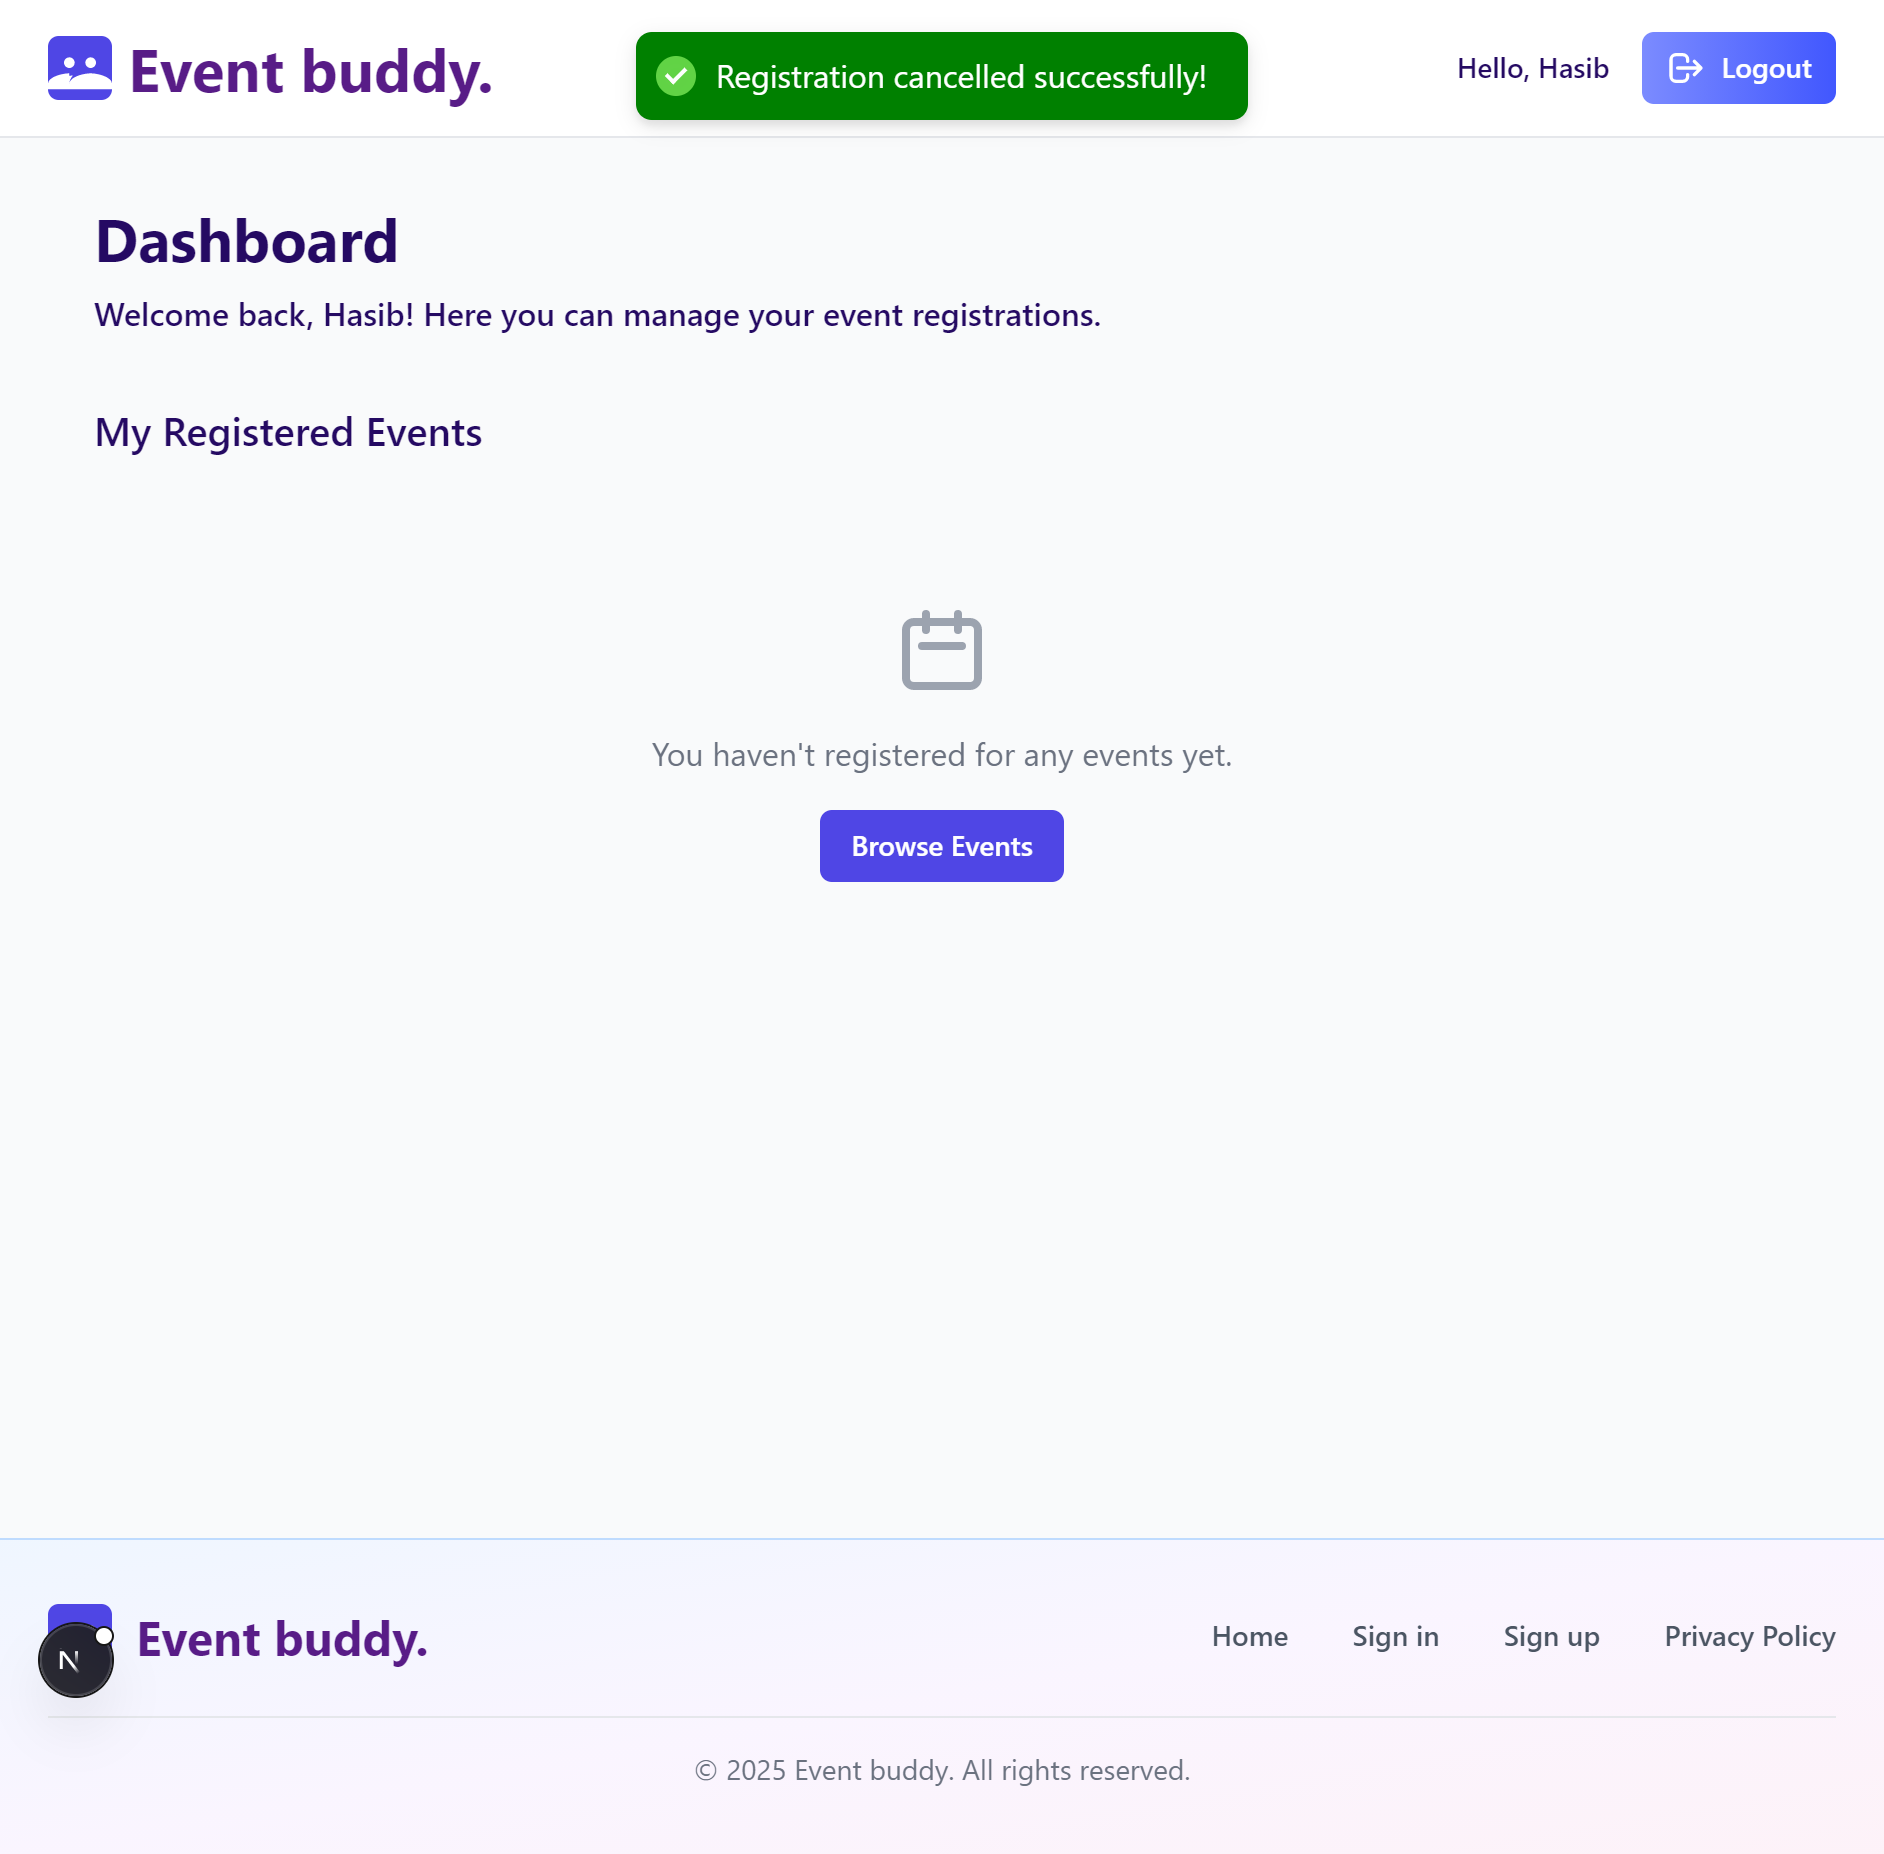 Event buddy.
Registration cancelled successfully!
Hello, Hasib
Logout
Dashboard
Welcome back, Hasib! Here you can manage your event registrations.
My Registered Events
You haven't registered for any events yet.
Browse Events
N
Event buddy.
Home
Sign in
Sign up
Privacy Policy
© 2025 Event buddy. All rights reserved.